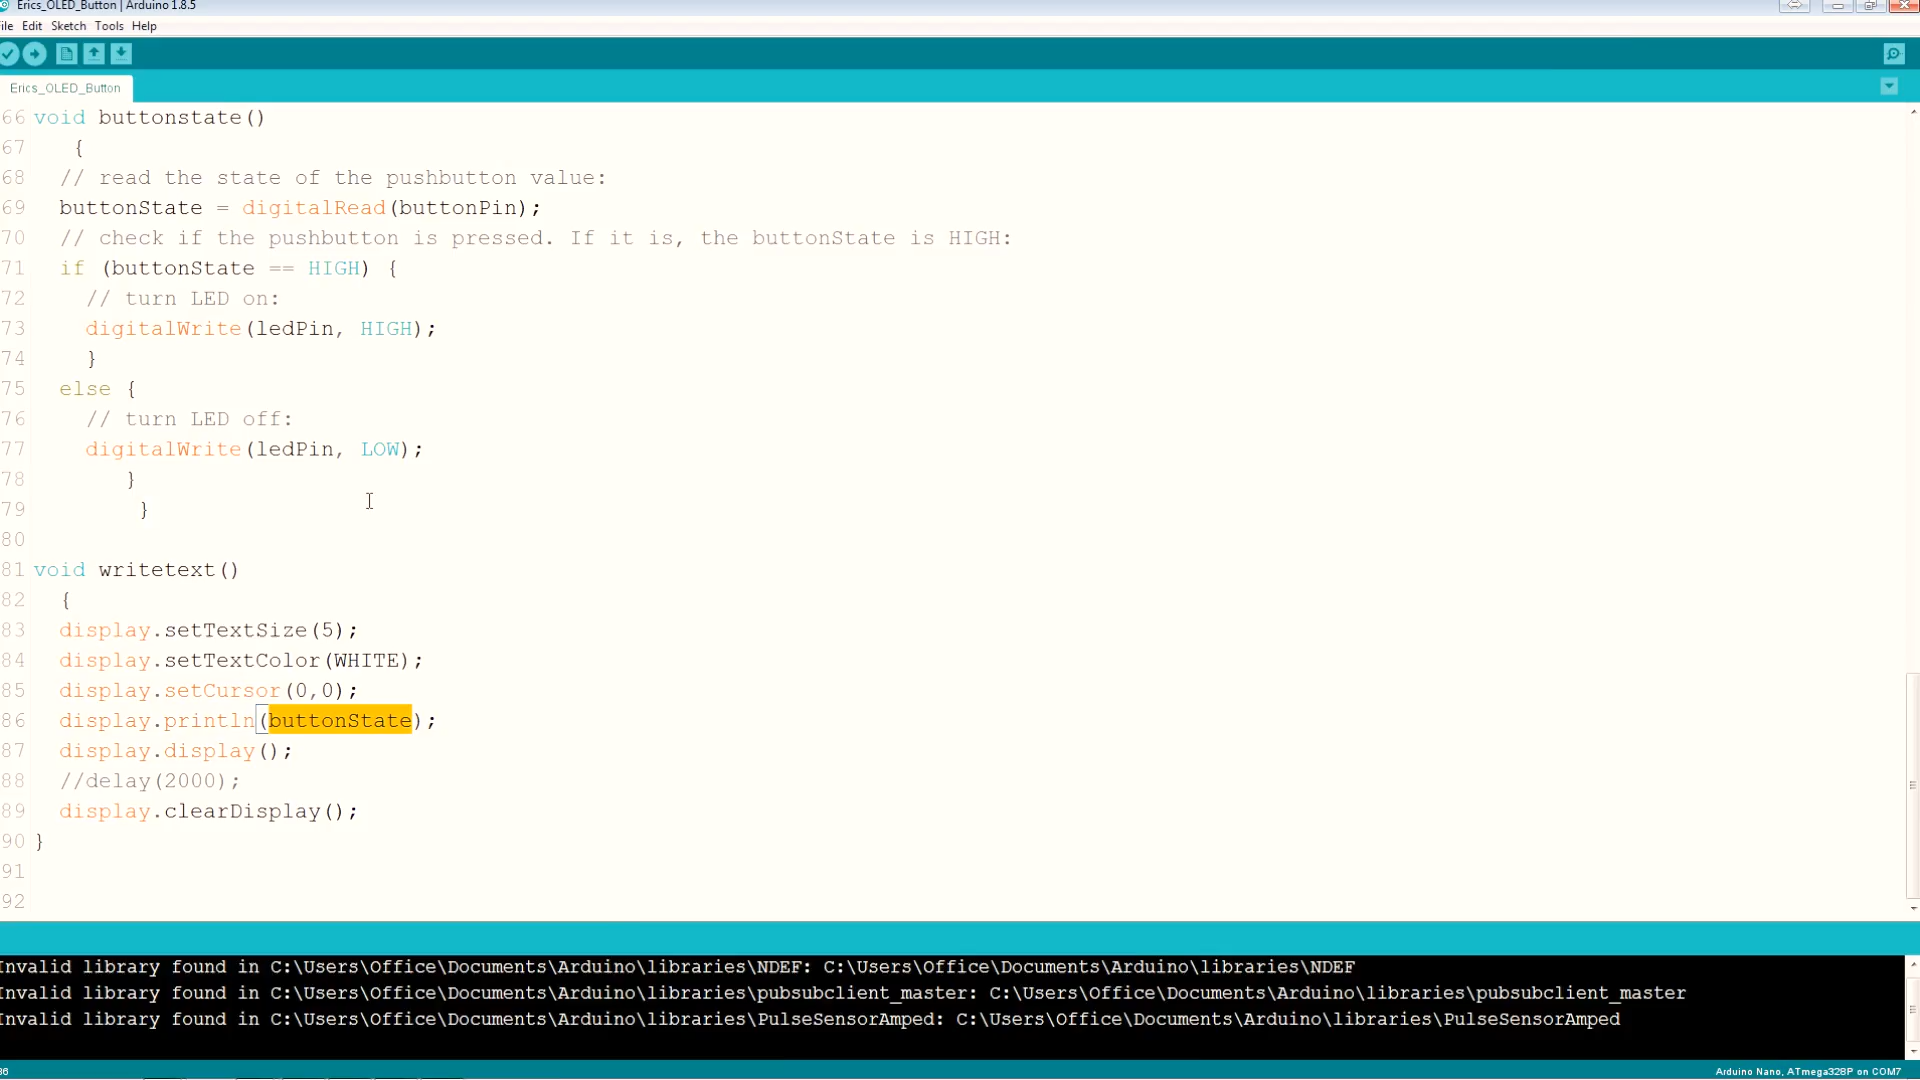 Erics_OLED_Button | Arduino 1.8.5
File Edit Sketch Tools Help
Erics_OLED_Button
66 void buttonstate()
67 {
68 // read the state of the pushbutton value:
69 buttonState = digitalRead(buttonPin);
70 // check if the pushbutton is pressed. If it is, the buttonState is HIGH:
71 if (buttonState == HIGH) {
72 // turn LED on:
73 digitalWrite(ledPin, HIGH);
74 }
75 else {
76 // turn LED off:
77 digitalWrite(ledPin, LOW);
78 }
79 }
80
81 void writetext()
82 {
83 display.setTextSize(5);
84 display.setTextColor(WHITE);
85 display.setCursor(0,0);
86 display.println(buttonState);
87 display.display();
88 //delay(2000);
89 display.clearDisplay();
90 }
91
92
Invalid library found in C:\Users\Office\Documents\Arduino\libraries\NDEF: C:\Users\Office\Documents\Arduino\libraries\NDEF
Invalid library found in C:\Users\Office\Documents\Arduino\libraries\pubsubclient_master: C:\Users\Office\Documents\Arduino\libraries\pubsubclient_master
Invalid library found in C:\Users\Office\Documents\Arduino\libraries\PulseSensorAmped: C:\Users\Office\Documents\Arduino\libraries\PulseSensorAmped
86 Arduino Nano, ATmega328P on COM7